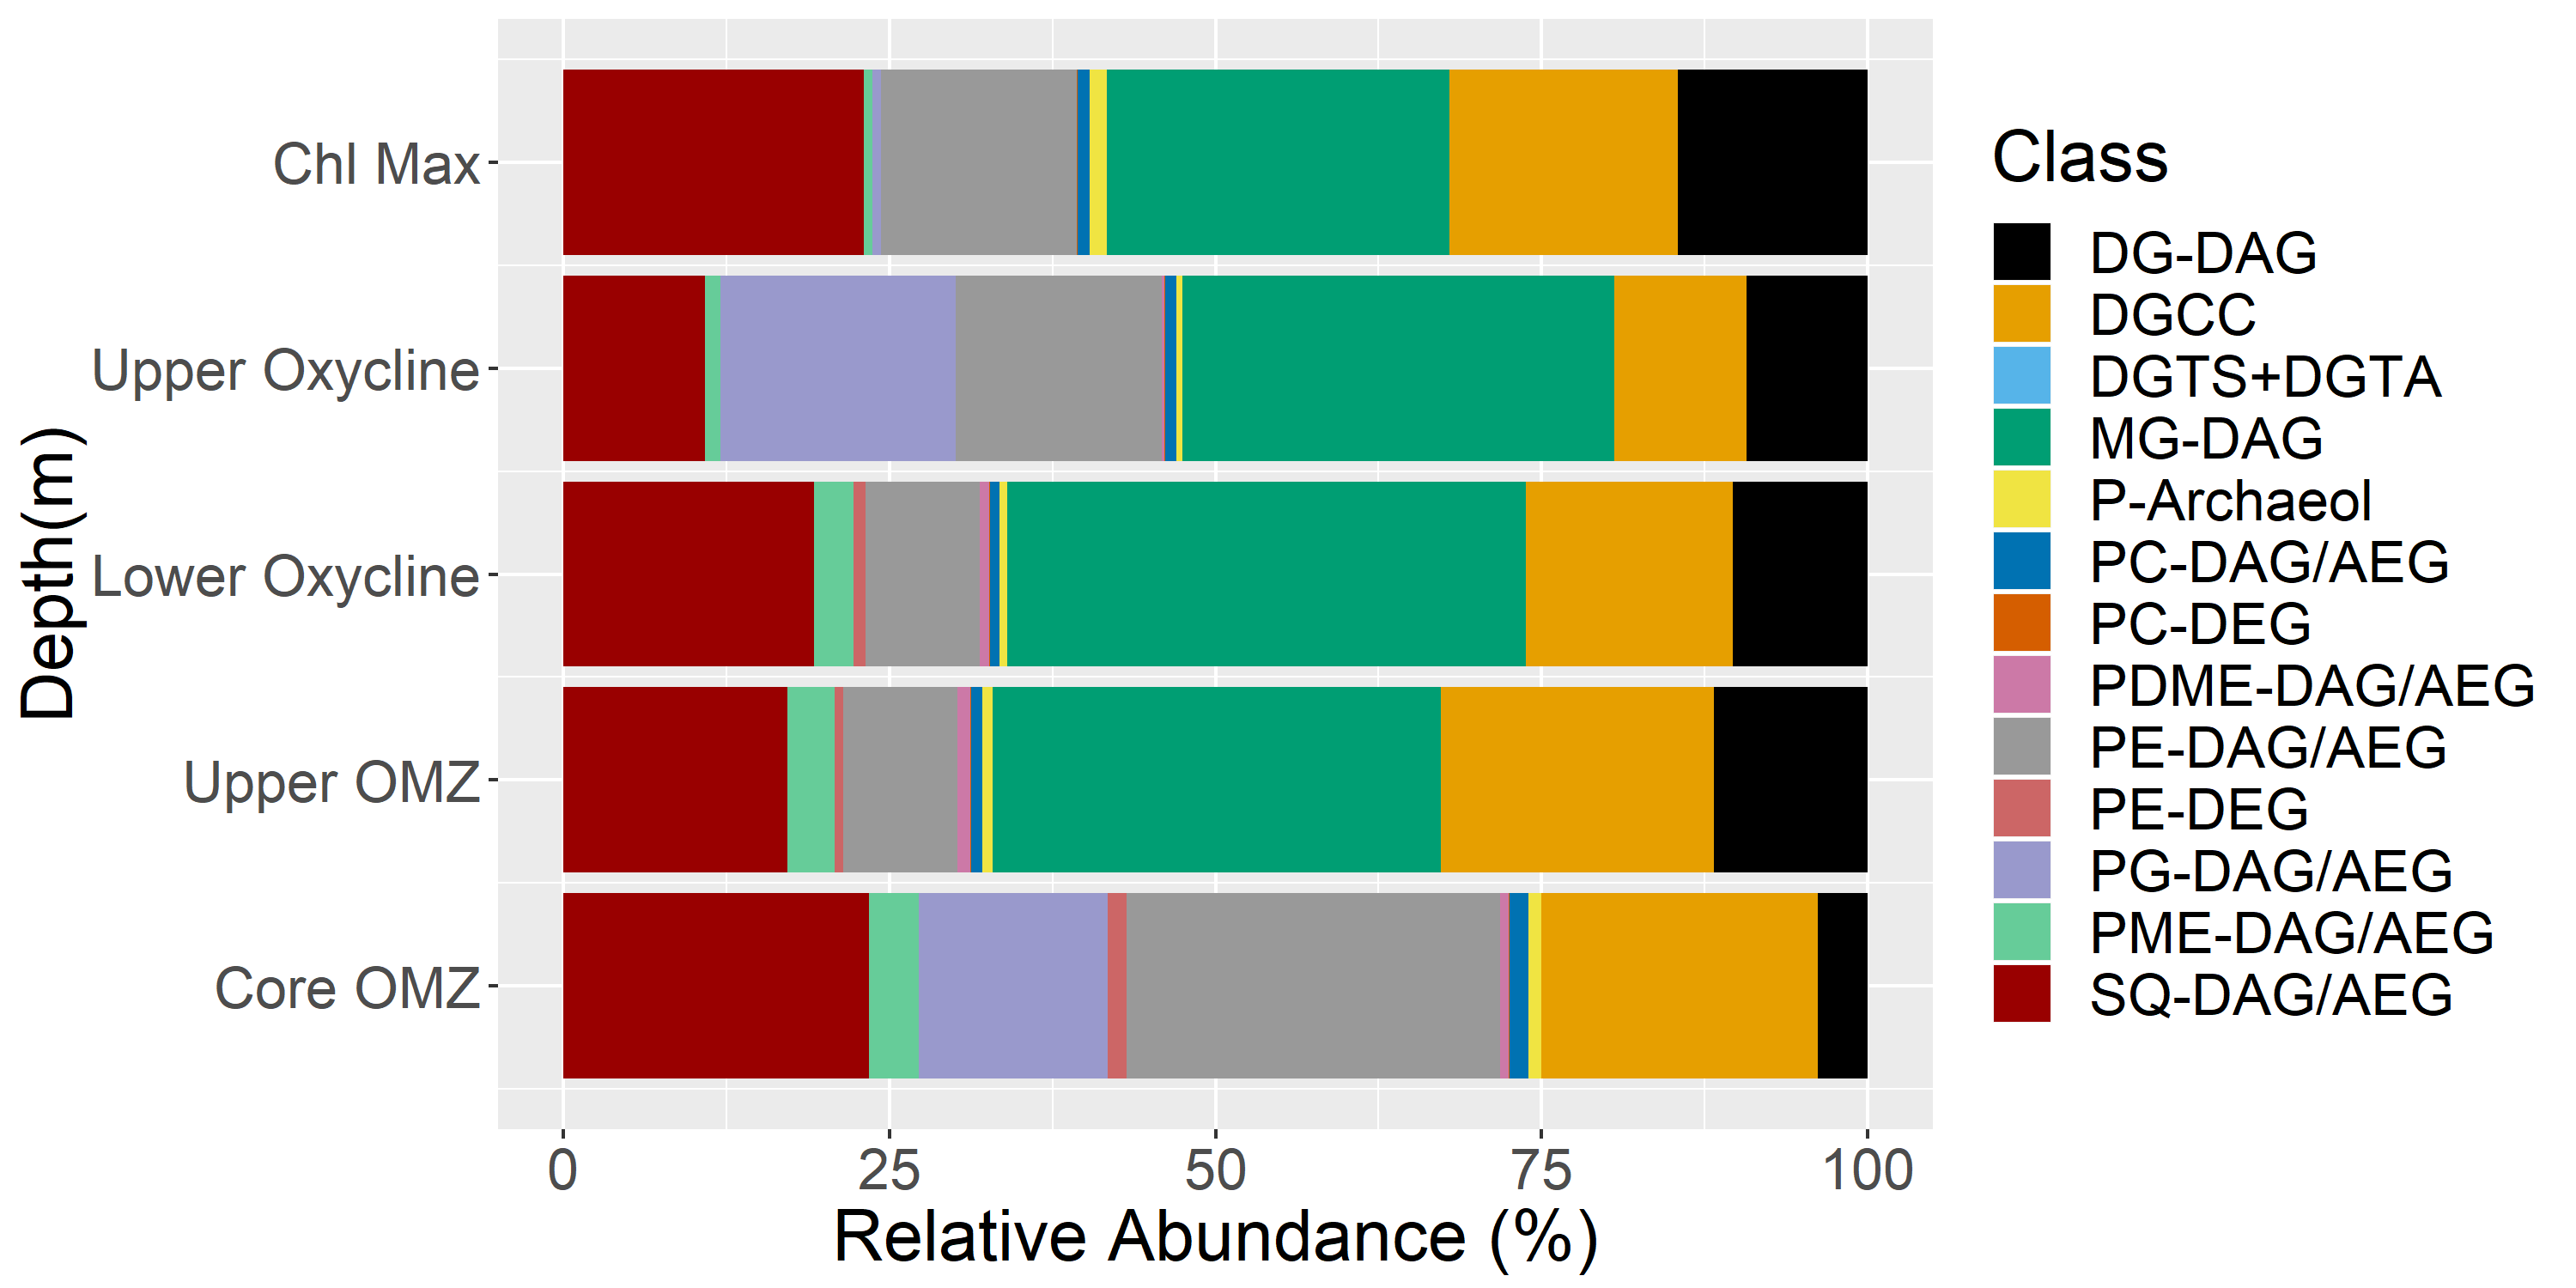 Depth(m)
Chl Max
Upper Oxycline
Lower Oxycline
Upper OMZ
Core OMZ
0 25 50 75 100
Relative Abundance (%)
Class
DG-DAG
DGCC
DGTS+DGTA
MG-DAG
P-Archaeol
PC-DAG/AEG
PC-DEG
PDME-DAG/AEG
PE-DAG/AEG
PE-DEG
PG-DAG/AEG
PME-DAG/AEG
SQ-DAG/AEG